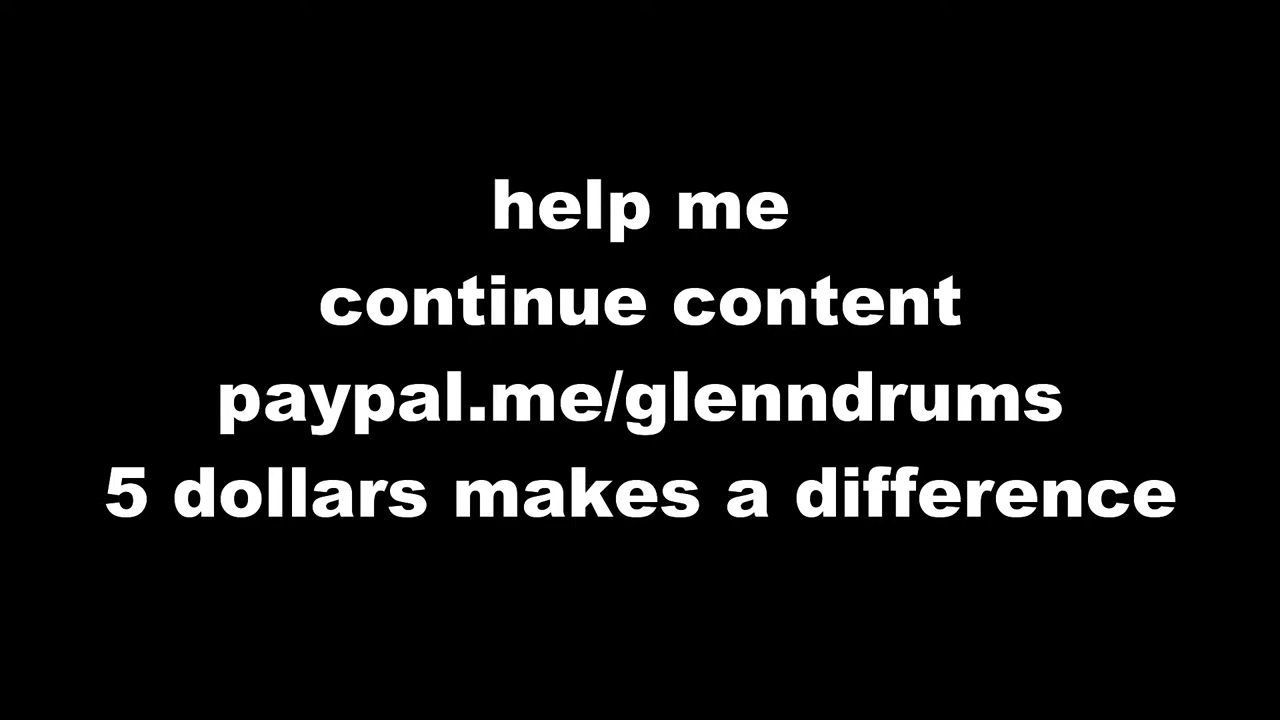 help me
continue content
paypal.me/glenndrums
5 dollars makes a difference